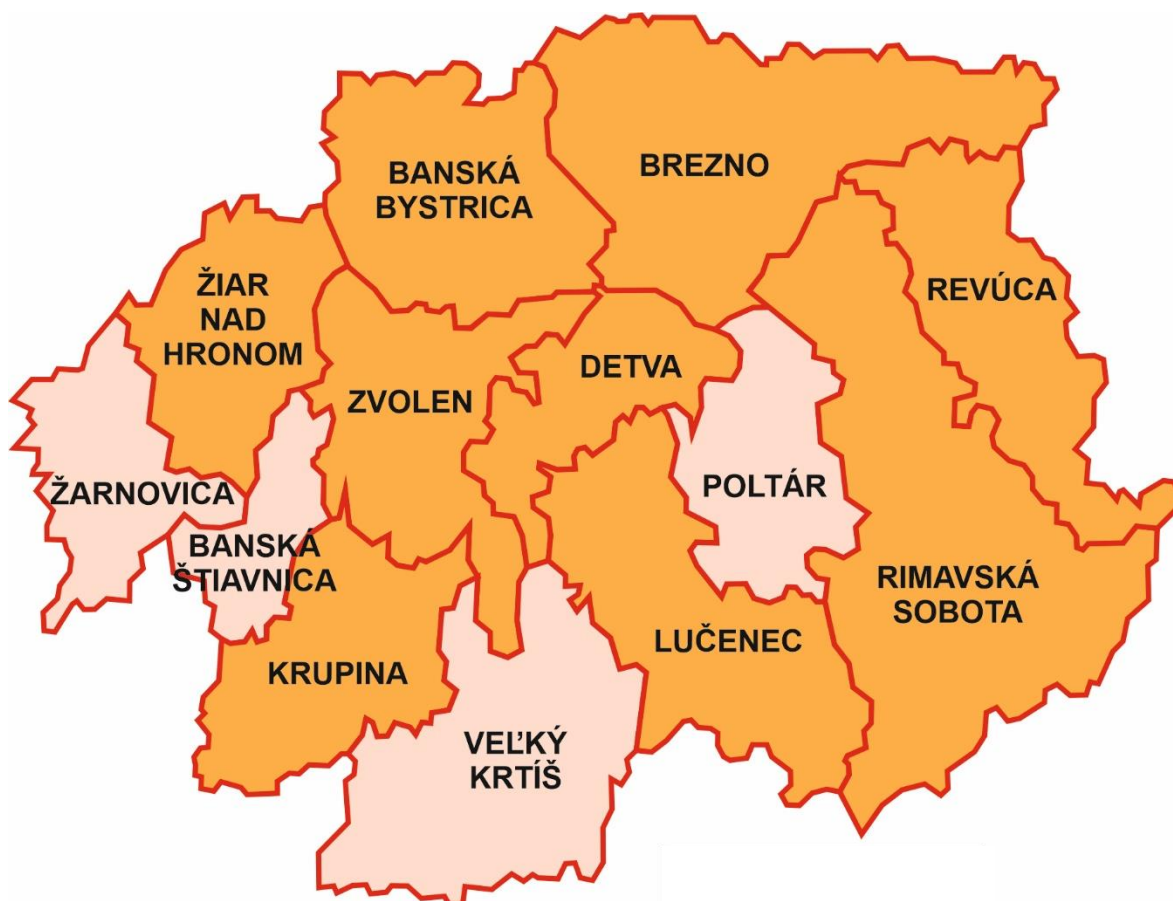 BANSKÁ
BYSTRICA
BREZNO
ŽIAR
NAD
HRONOM
REVÚCA
DETVA
ZVOLEN
ŽARNOVICA
POLTÁR
BANSKÁ
ŠTIAVNICA
RIMAVSKÁ
SOBOTA
LUČENEC
KRUPINA
VEĽKÝ
KRTÍŠ